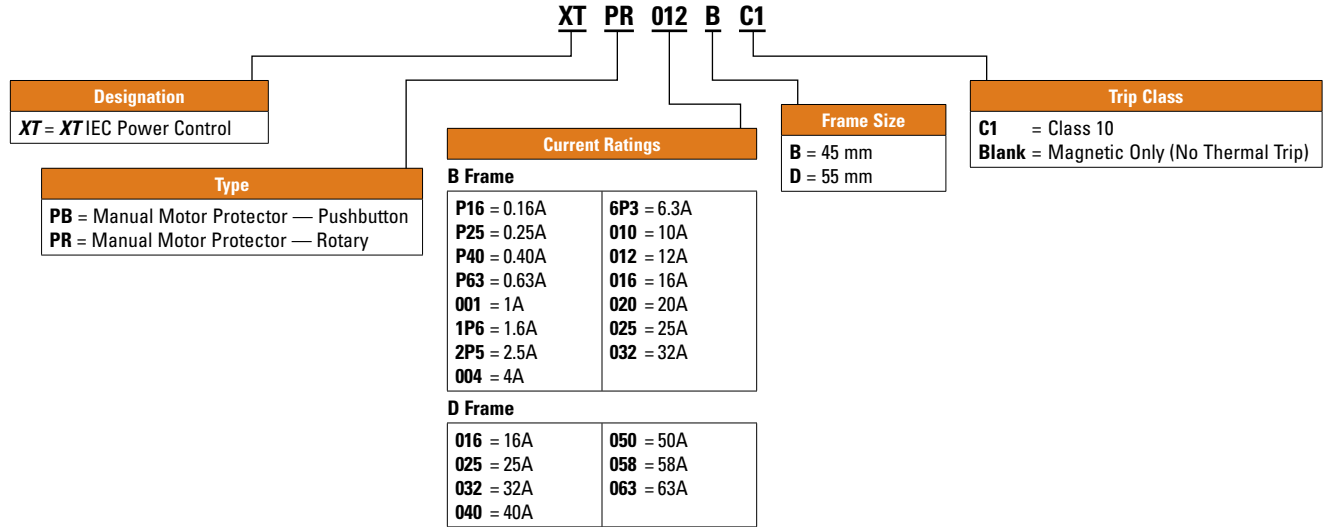 XT PR 012 B C1
Designation
XT = XT IEC Power Control
Type
PB = Manual Motor Protector — Pushbutton
PR = Manual Motor Protector — Rotary
Current Ratings
B Frame
P16 = 0.16A
P25 = 0.25A
P40 = 0.40A
P63 = 0.63A
001 = 1A
1P6 = 1.6A
2P5 = 2.5A
004 = 4A
6P3 = 6.3A
010 = 10A
012 = 12A
016 = 16A
020 = 20A
025 = 25A
032 = 32A
D Frame
016 = 16A
025 = 25A
032 = 32A
040 = 40A
050 = 50A
058 = 58A
063 = 63A
Frame Size
B = 45 mm
D = 55 mm
Trip Class
C1 = Class 10
Blank = Magnetic Only (No Thermal Trip)